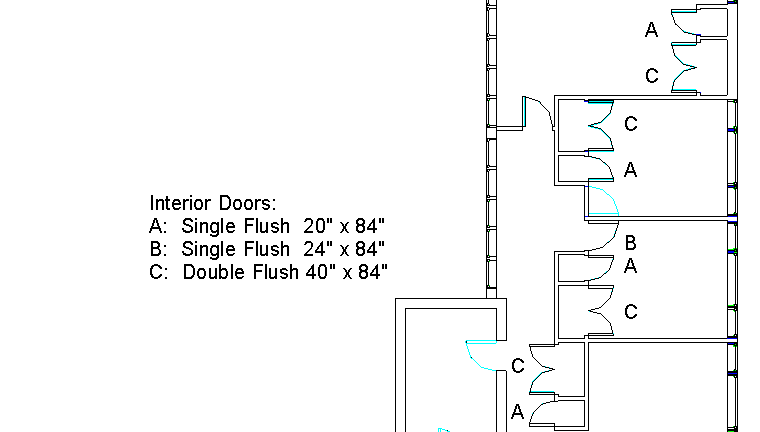 A
C
C
A
Interior Doors:
A: Single Flush 20" x 84"
B: Single Flush 24" x 84"
C: Double Flush 40" x 84"
B
A
C
C
A